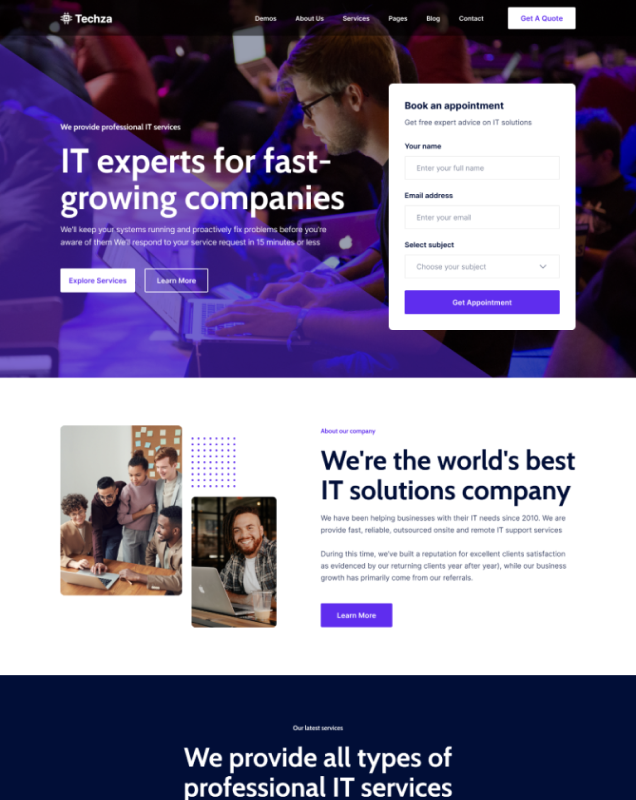 Techza
Demos
About Us
Services
Pages
Blog
Contact
Get A Quote
We provide professional IT services
IT experts for fast-
growing companies
We'll keep your systems running and proactively fix problems before you're
aware of them We'll respond to your service request in 15 minutes or less
Explore Services
Learn More
Book an appointment
Get free expert advice on IT solutions
Your name
Enter your full name
Email address
Enter your email
Select subject
Choose your subject
Get Appointment
About our company
We're the world's best
IT solutions company
We have been helping businesses with their IT needs since 2010. We are
provide fast, reliable, outsourced onsite and remote IT support services
During this time, we've built a reputation for excellent clients satisfaction
as evidenced by our returning clients year after year), while our business
growth has primarily come from our referrals.
Learn More
Our latest services
We provide all types of
professional IT services